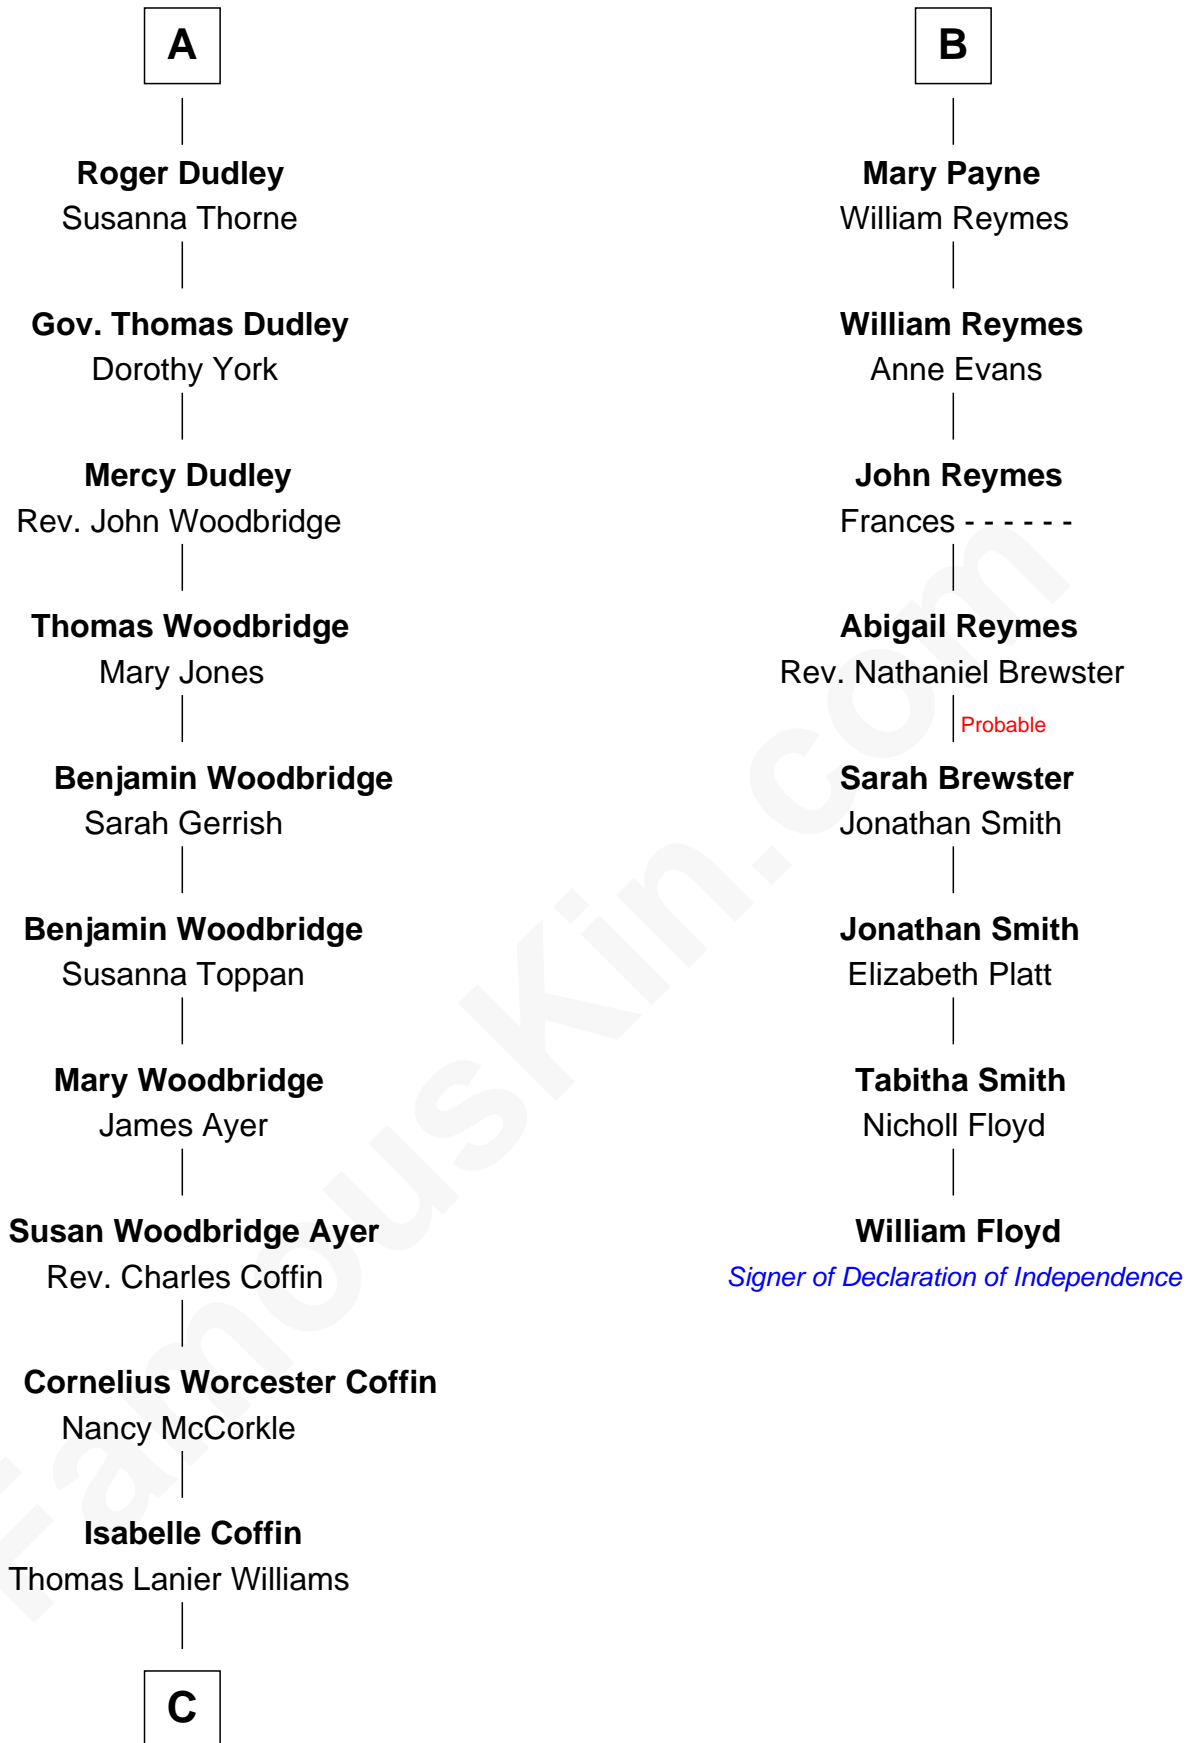 A
Roger Dudley
Susanna Thorne
Gov. Thomas Dudley
Dorothy York
Mercy Dudley
Rev. John Woodbridge
Thomas Woodbridge
Mary Jones
Benjamin Woodbridge
Sarah Gerrish
Benjamin Woodbridge
Susanna Toppan
Mary Woodbridge
James Ayer
Susan Woodbridge Ayer
Rev. Charles Coffin
Cornelius Worcester Coffin
Nancy McCorkle
Isabelle Coffin
Thomas Lanier Williams
C
B
Mary Payne
William Reymes
William Reymes
Anne Evans
John Reymes
Frances - - - - - -
Abigail Reymes
Rev. Nathaniel Brewster
Probable
Sarah Brewster
Jonathan Smith
Jonathan Smith
Elizabeth Platt
Tabitha Smith
Nicholl Floyd
William Floyd
Signer of Declaration of Independence
FamousKin.com